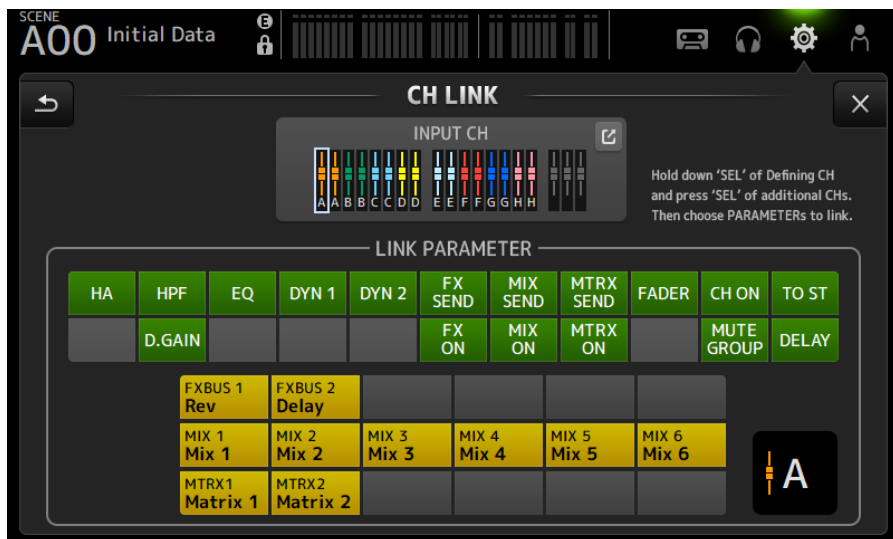 SCENE
A00 Initial Data
E
CH LINK
INPUT CH
A A B B C C D D E E F F G G H H
Hold down ‘SEL’ of Defining CH
and press ‘SEL’ of additional CHs.
Then choose PARAMETERs to link.
LINK PARAMETER
HA HPF EQ DYN 1 DYN 2 FX SEND MIX SEND MTRX SEND FADER CH ON TO ST
D.GAIN FX ON MIX ON MTRX ON MUTE GROUP DELAY
FXBUS 1 FXBUS 2
Rev Delay
MIX 1 MIX 2 MIX 3 MIX 4 MIX 5 MIX 6
Mix 1 Mix 2 Mix 3 Mix 4 Mix 5 Mix 6
MTRX1 MTRX2
Matrix 1 Matrix 2
A